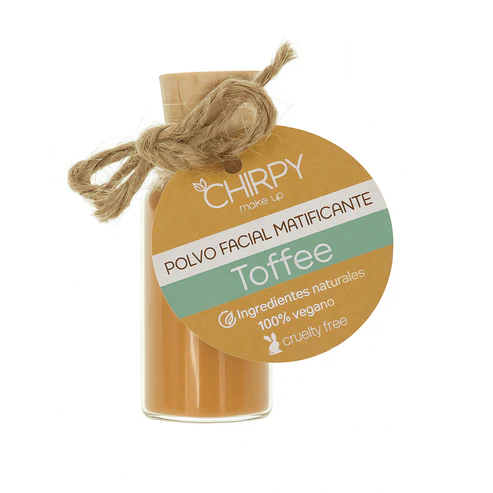 CHIRPY
make up
POLVO FACIAL MATIFICANTE
Toffee
Ingredientes naturales
100% vegano
cruelty free